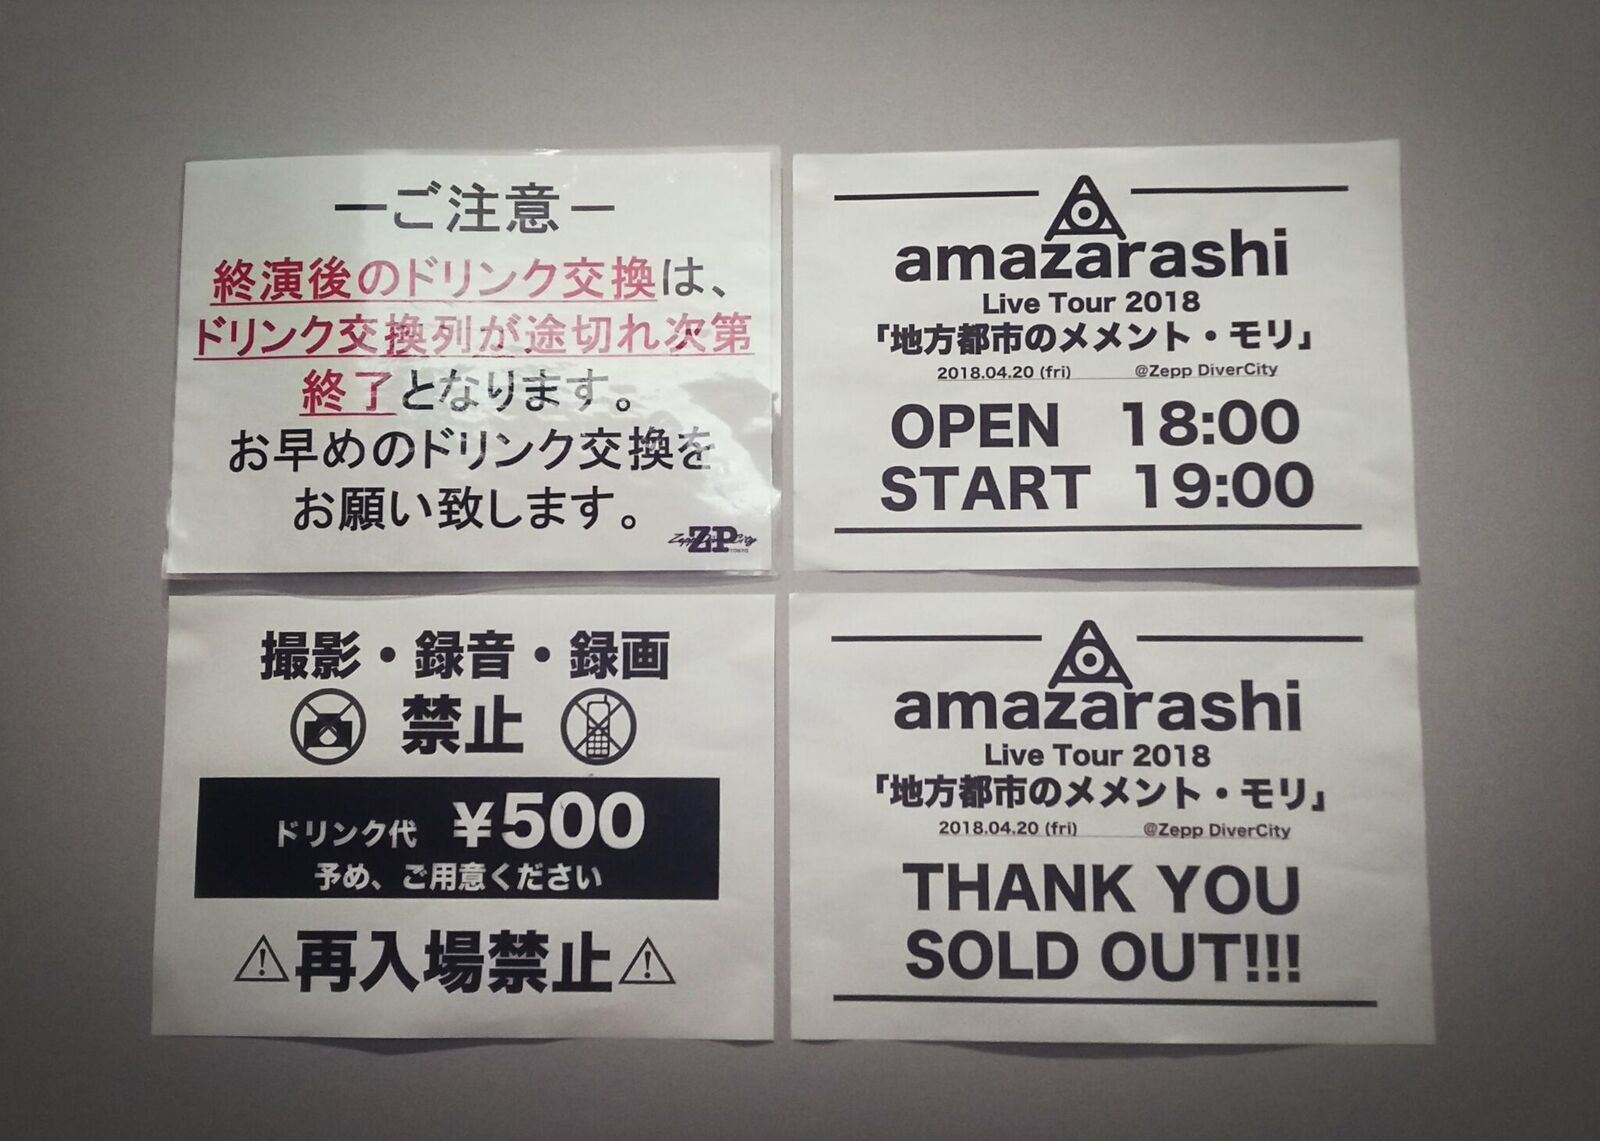 ーご注意ー
終演後のドリンク交換は、
ドリンク交換列が途切れ次第
終了となります。
お早めのドリンク交換を
お願い致します。
Zepp DiverCity
ZP
TOKYO
amazarashi
Live Tour 2018
「地方都市のメメント・モリ」
2018.04.20 (fri) @Zepp DiverCity
OPEN 18:00
START 19:00
撮影・録音・録画
禁止
ドリンク代 ¥500
予め、ご用意ください
再入場禁止
amazarashi
Live Tour 2018
「地方都市のメメント・モリ」
2018.04.20 (fri) @Zepp DiverCity
THANK YOU
SOLD OUT!!!